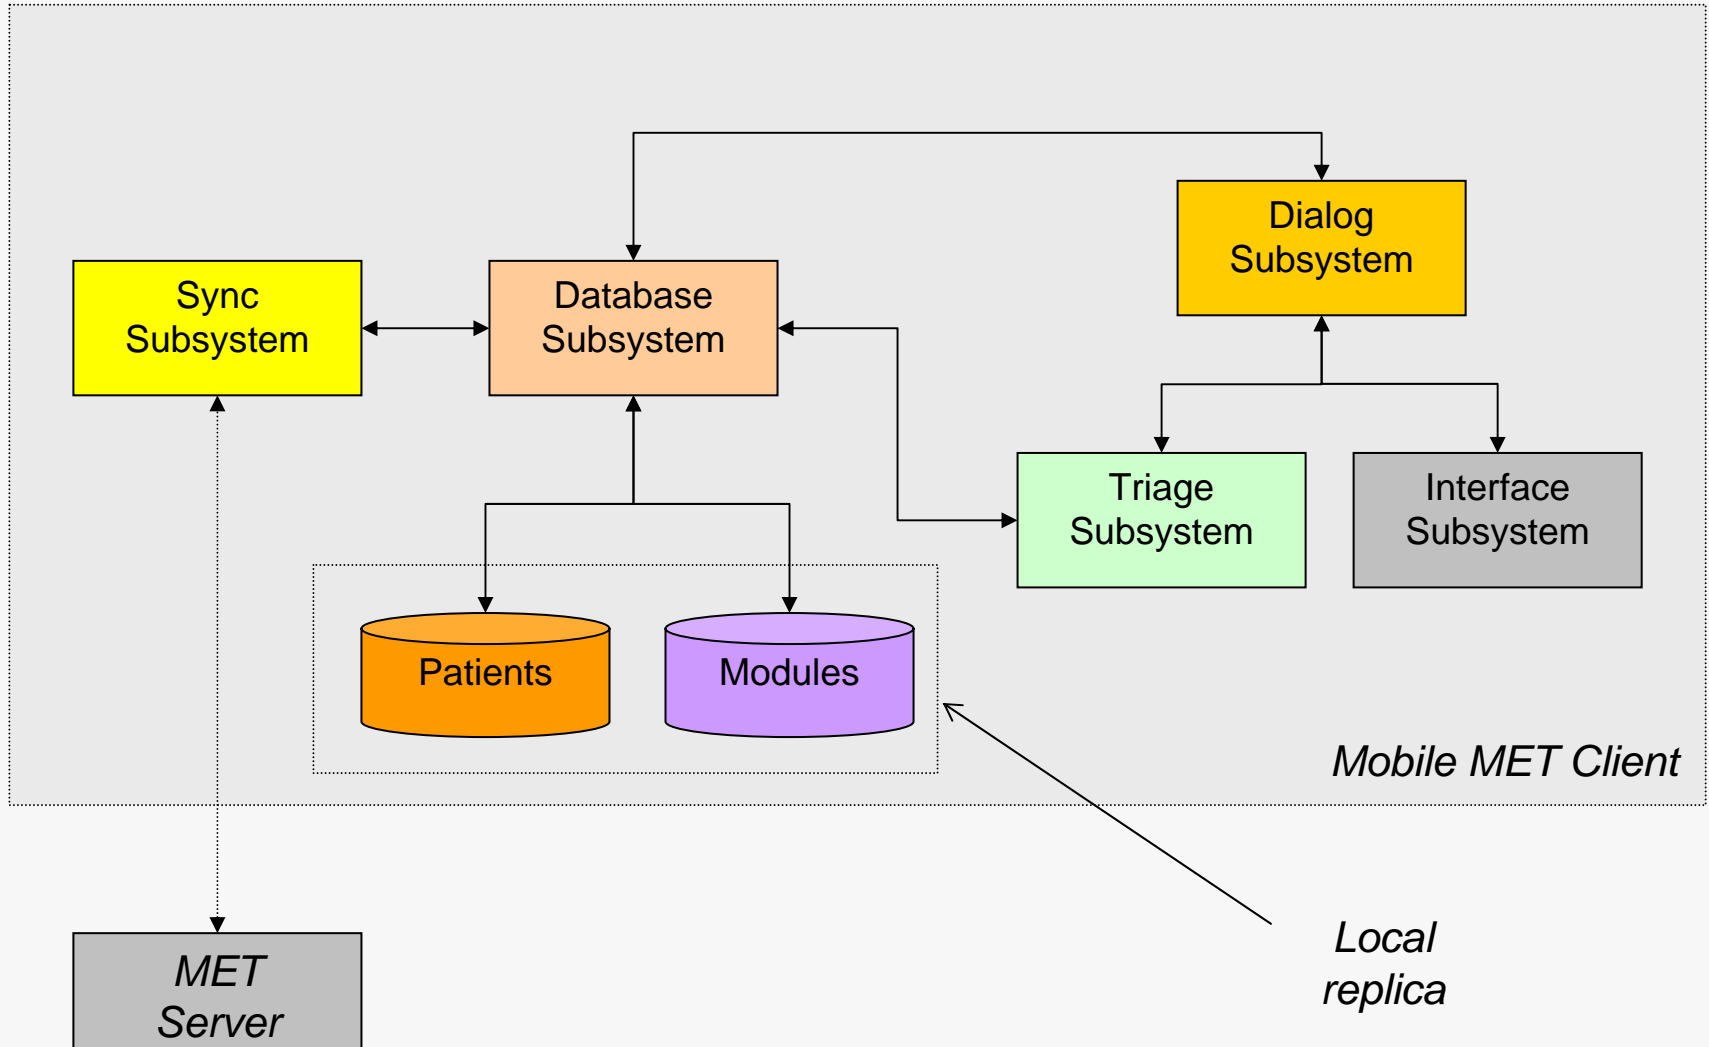 Dialog
Subsystem
Sync
Subsystem
Database
Subsystem
Triage
Subsystem
Interface
Subsystem
Patients
Modules
Mobile MET Client
Local
replica
MET
Server